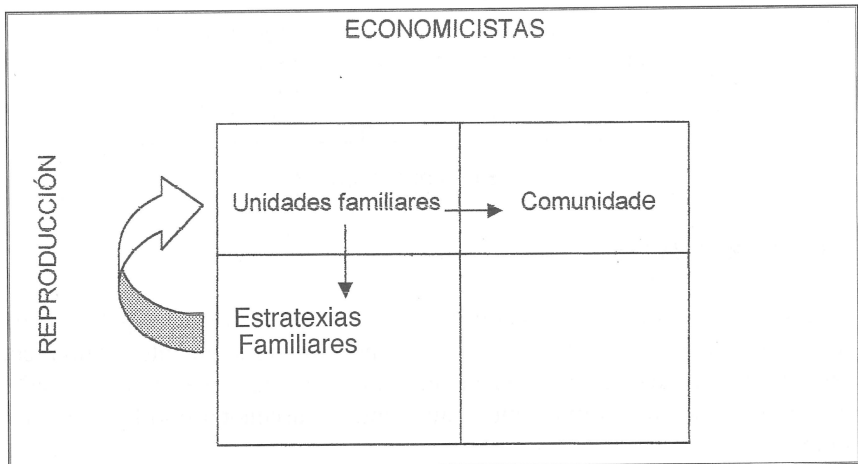 ECONOMICISTAS
REPRODUCCIÓN
Unidades familiares
Comunidade
Estratexias
Familiares